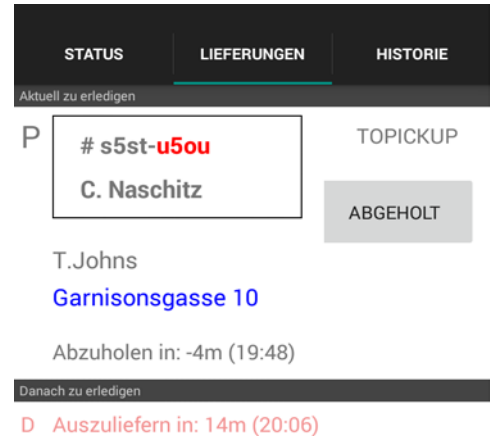 STATUS LIEFERUNGEN HISTORIE
Aktuell zu erledigen
P # s5st-u5ou TOPICKUP
C. Naschitz
ABGEHOLT
T.Johns
Garnisonsgasse 10
Abzuholen in: -4m (19:48)
Danach zu erledigen
D Auszuliefern in: 14m (20:06)